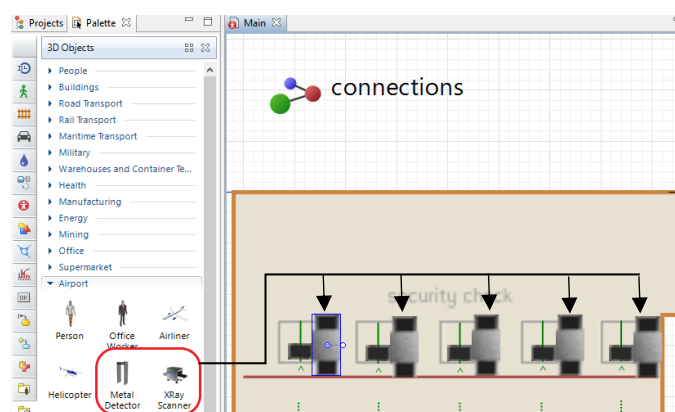 Projects Palette
3D Objects
People
Buildings
Road Transport
Rail Transport
Maritime Transport
Military
Warehouses and Container Te...
Health
Manufacturing
Energy
Mining
Office
Supermarket
Airport
Person
Office Worker
Airliner
Helicopter
Metal Detector
XRay Scanner
Main
connections
security check